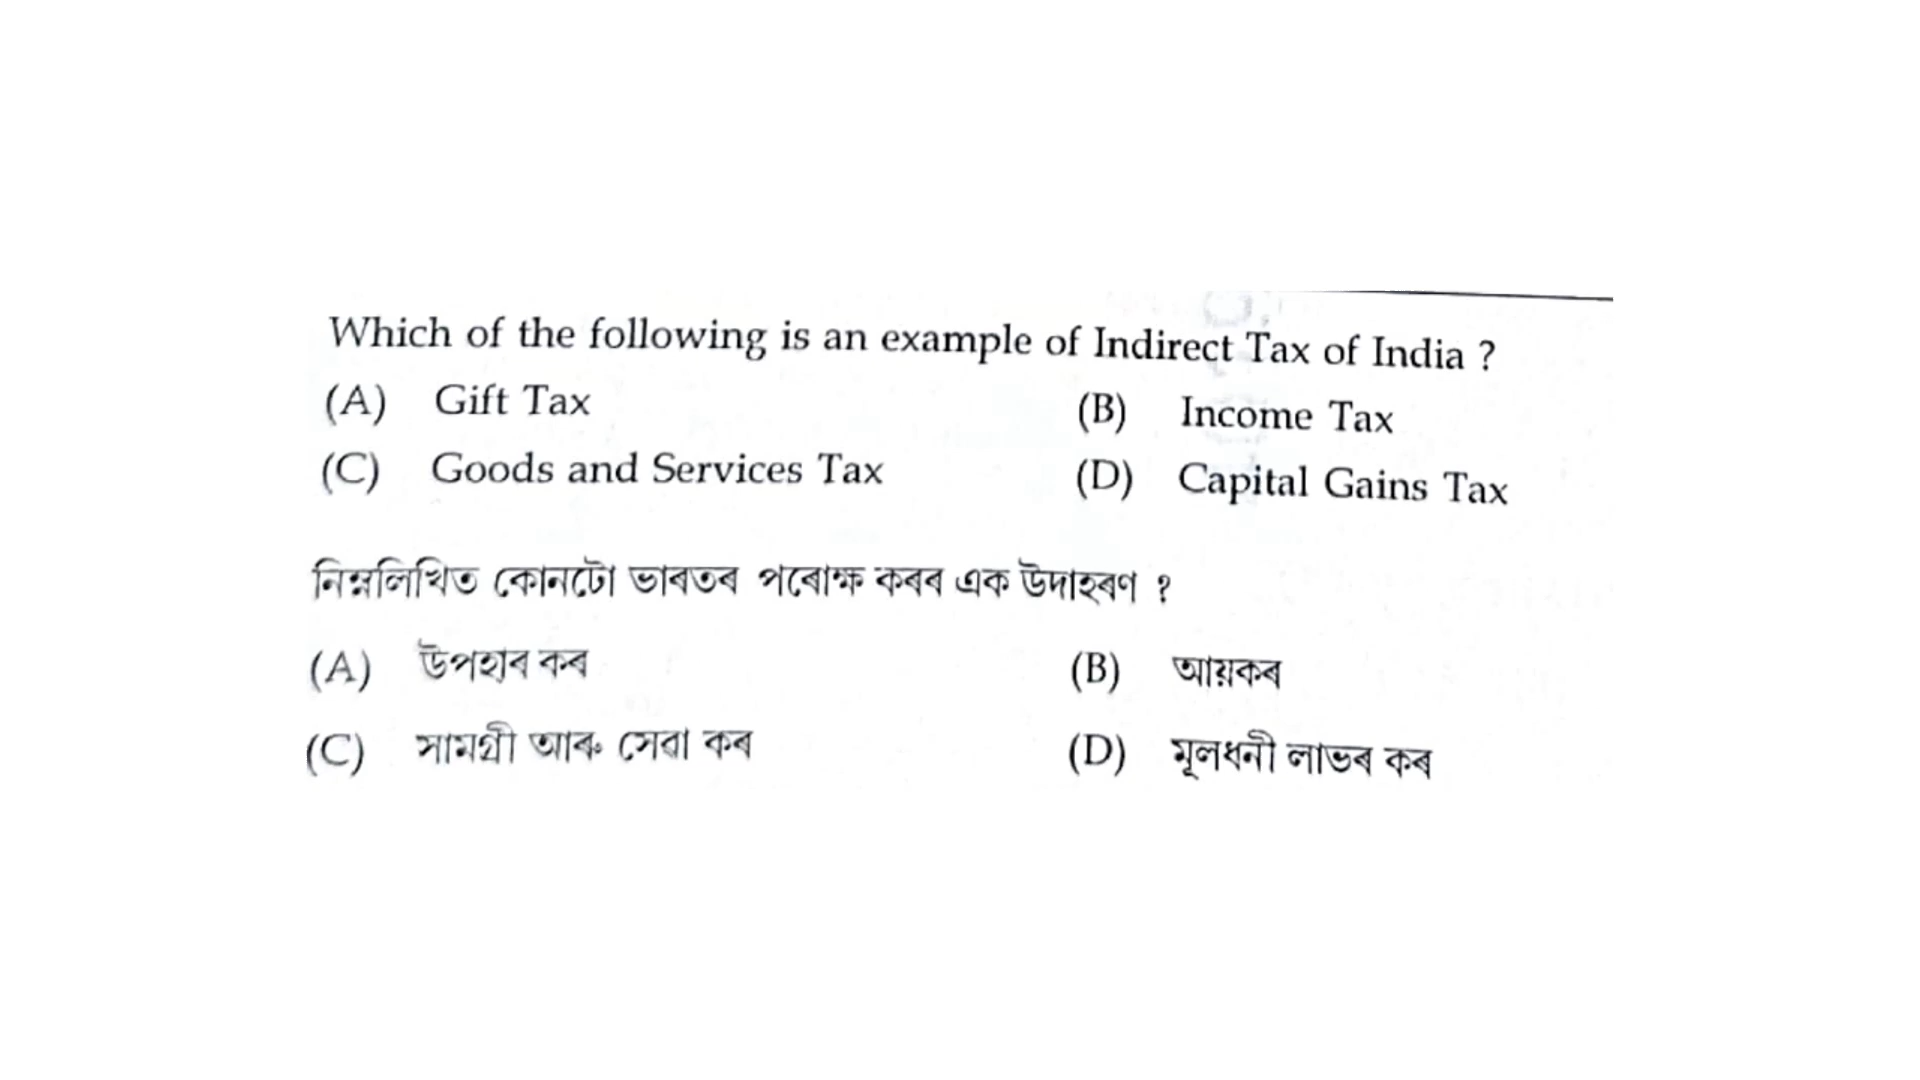 Which of the following is an example of Indirect Tax of India ?
(A) Gift Tax (B) Income Tax
(C) Goods and Services Tax (D) Capital Gains Tax
নিম্নলিখিত কোনটো ভাৰতৰ পৰোক্ষ কৰৰ এক উদাহৰণ ?
(A) উপহাৰ কৰ (B) আয়কৰ
(C) সামগ্ৰী আৰু সেৱা কৰ (D) মূলধনী লাভৰ কৰ